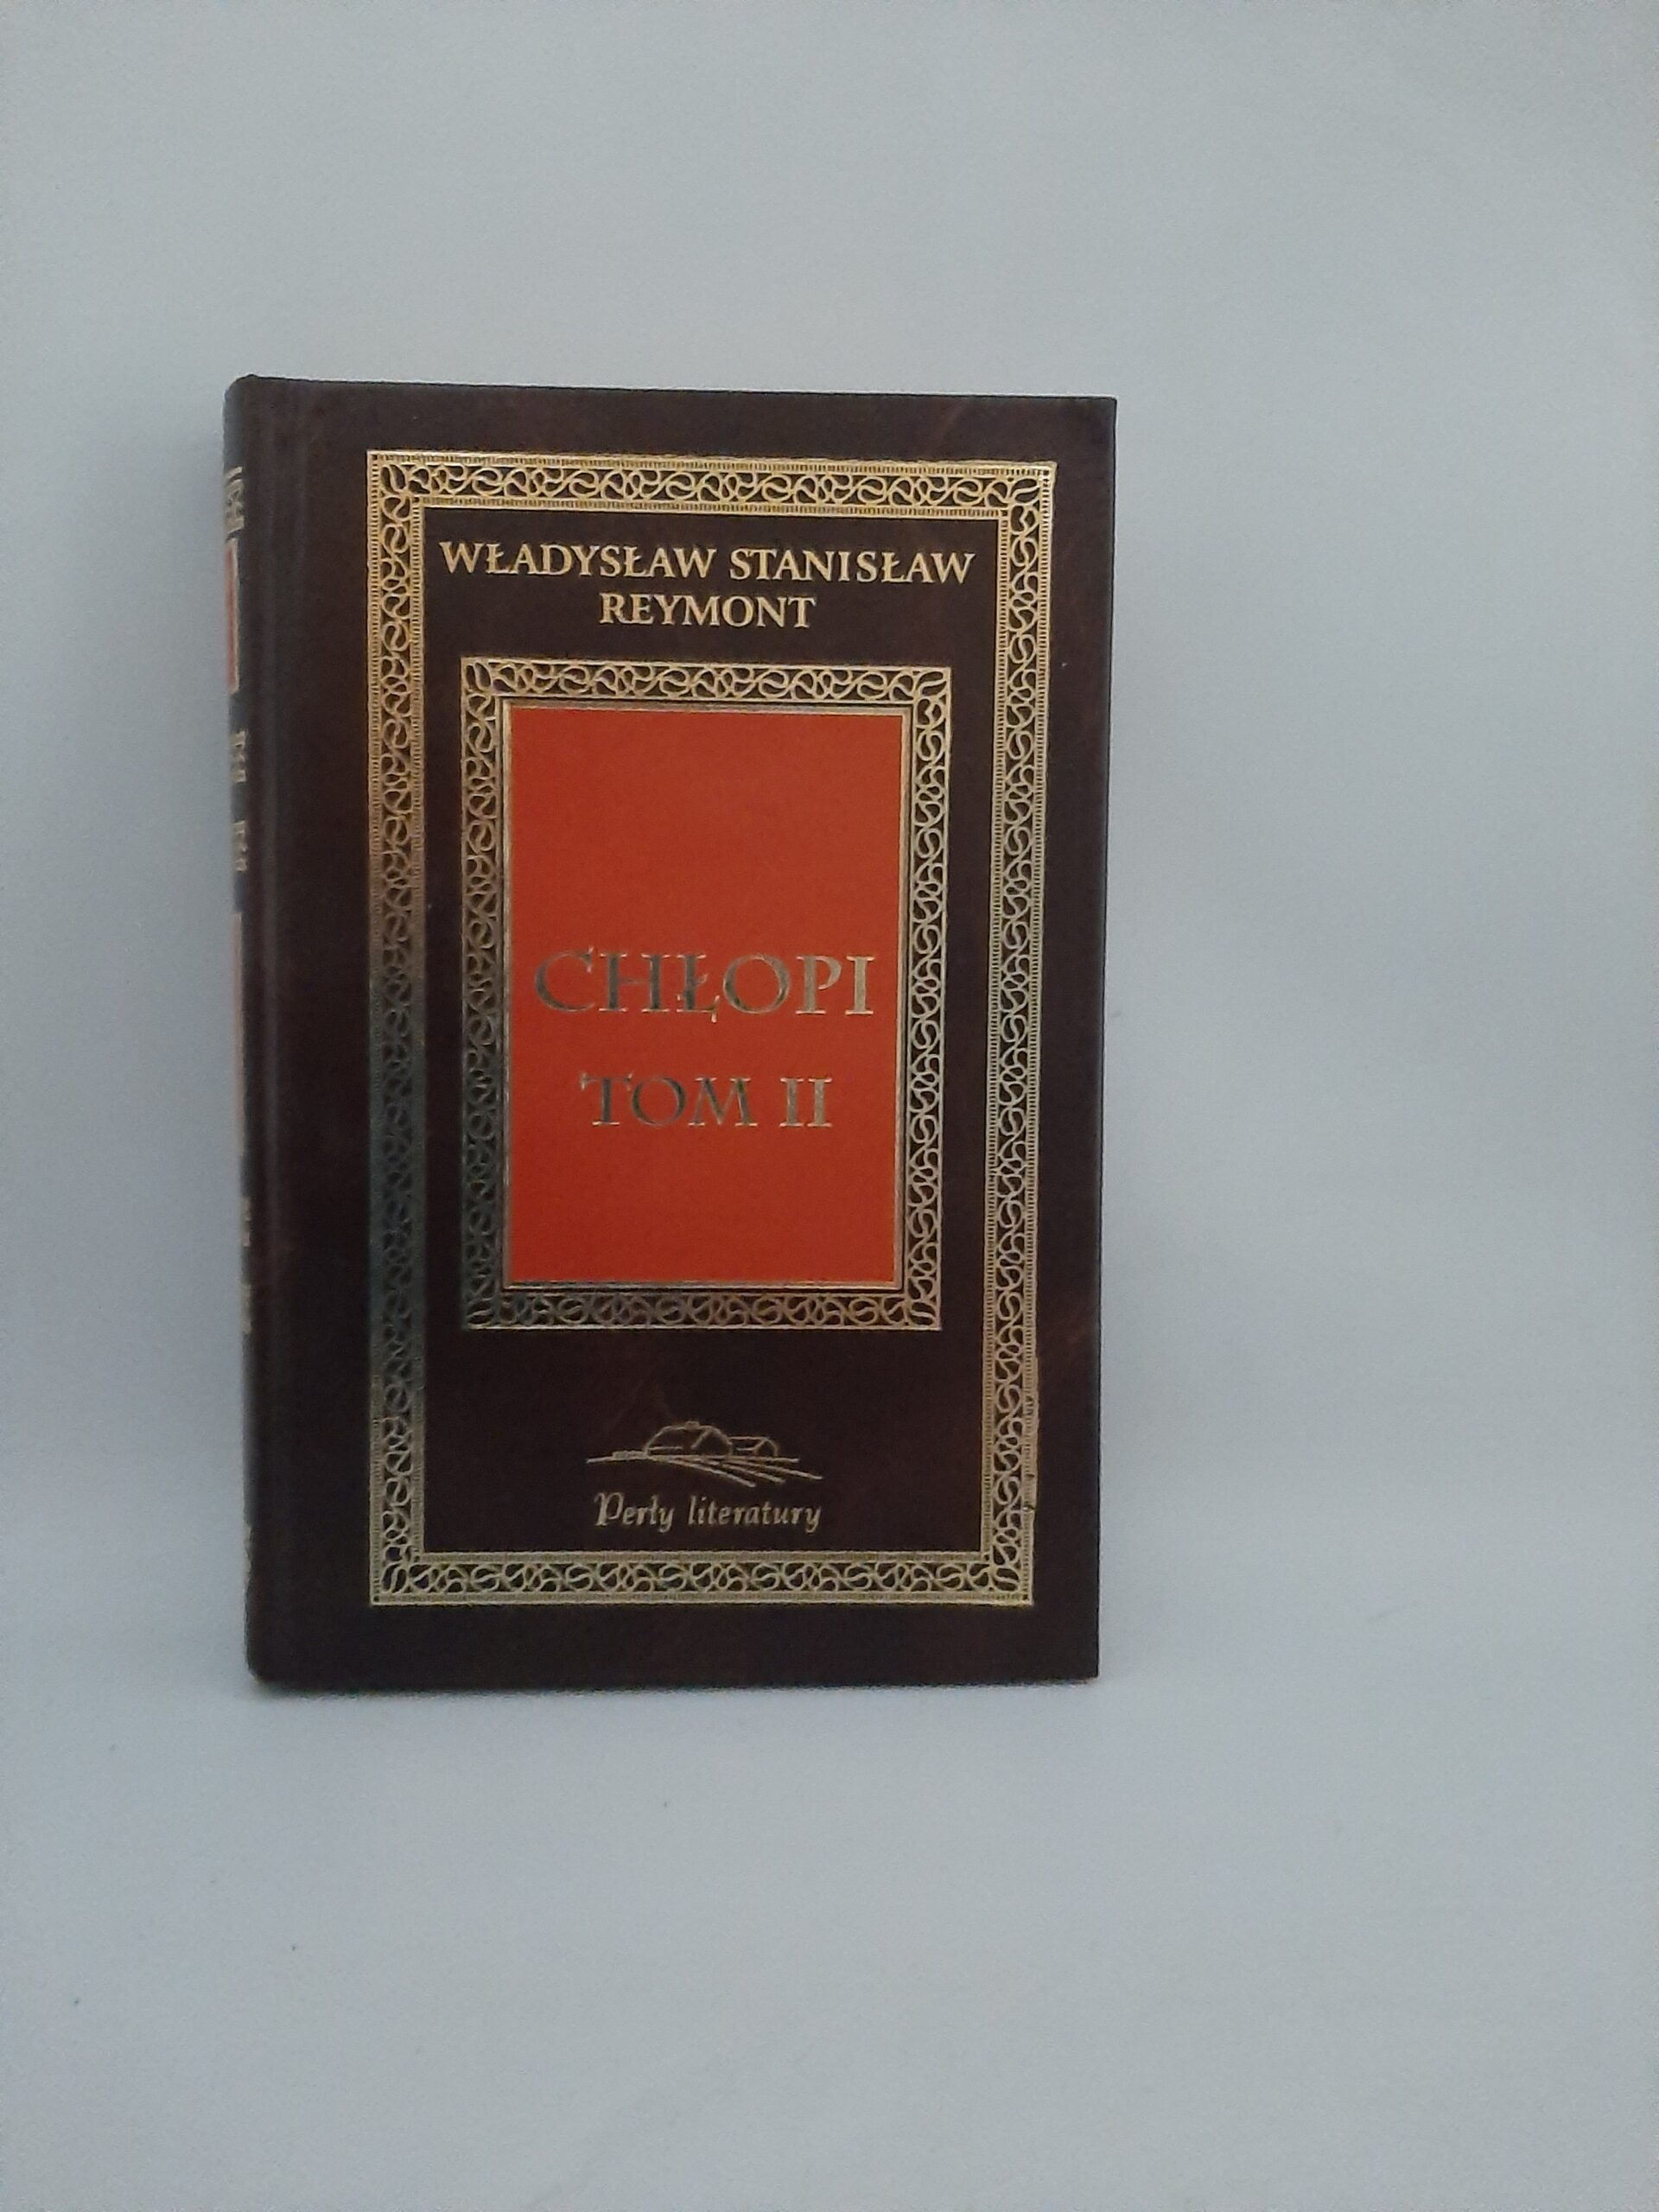 WŁADYSŁAW STANISŁAW
REYMONT
CHŁOPI
TOM II
Perły literatury